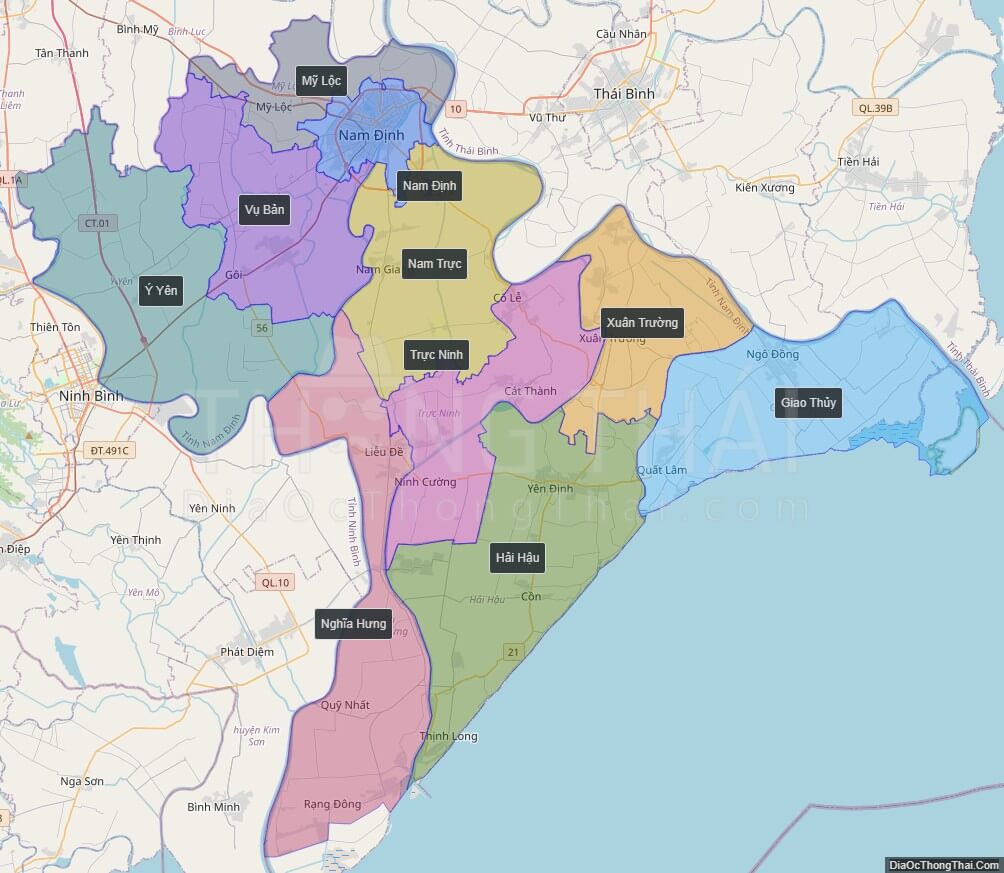 Bình Mỹ
Bình Lục
Cầu Nhân
Tân Thanh
Mỹ Lộc
Mỹ Lộc
Thanh
Liêm
Thái Bình
10
Vũ Thư
QL.39B
Nam Định
Tỉnh Thái Bình
Tiền Hải
QL.1A
Nam Định
Kiến Xương
Tiền Hải
Vụ Bản
CT.01
Nam Trực
Nam Gia
Gôi
Ý Yên
Ý Yên
Cổ Lễ
Tỉnh Nam Định
Xuân Trường
Xuân Trường
Thiên Tôn
56
Trực Ninh
Ngô Đồng
Tỉnh Thái Bình
Ninh Bình
Cát Thành
Giao Thủy
Trực Ninh
Tỉnh Nam Định
THÔNG THÁI
ĐT.491C
Liễu Đề
Quất Lâm
Ninh Cường
Yên Định
DiaOcThongThai.com
Yên Ninh
Tỉnh Ninh Bình
Yên Thịnh
Điệp
Hải Hậu
QL.10
Yên Mô
Hải Hậu
Cồn
Nghĩa Hưng
Phát Diệm
21
Quỹ Nhất
huyện Kim
Sơn
Thịnh Long
Nga Sơn
Bình Minh
Rạng Đông
DiaOcThongThai.Com